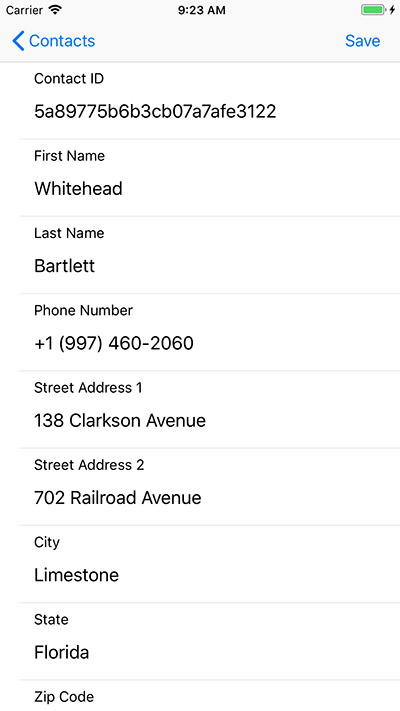 Carrier 9:23 AM
Contacts Save
Contact ID
5a89775b6b3cb07a7afe3122
First Name
Whitehead
Last Name
Bartlett
Phone Number
+1 (997) 460-2060
Street Address 1
138 Clarkson Avenue
Street Address 2
702 Railroad Avenue
City
Limestone
State
Florida
Zip Code